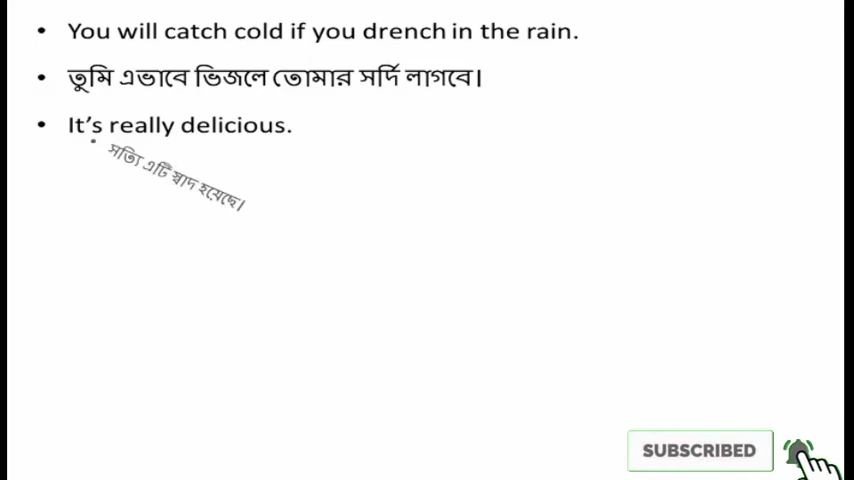 You will catch cold if you drench in the rain.
তুমি এভাবে ভিজলে তোমার সর্দি লাগবে।
It's really delicious.
সত্যি এটি স্বাদ হয়েছে।
SUBSCRIBED